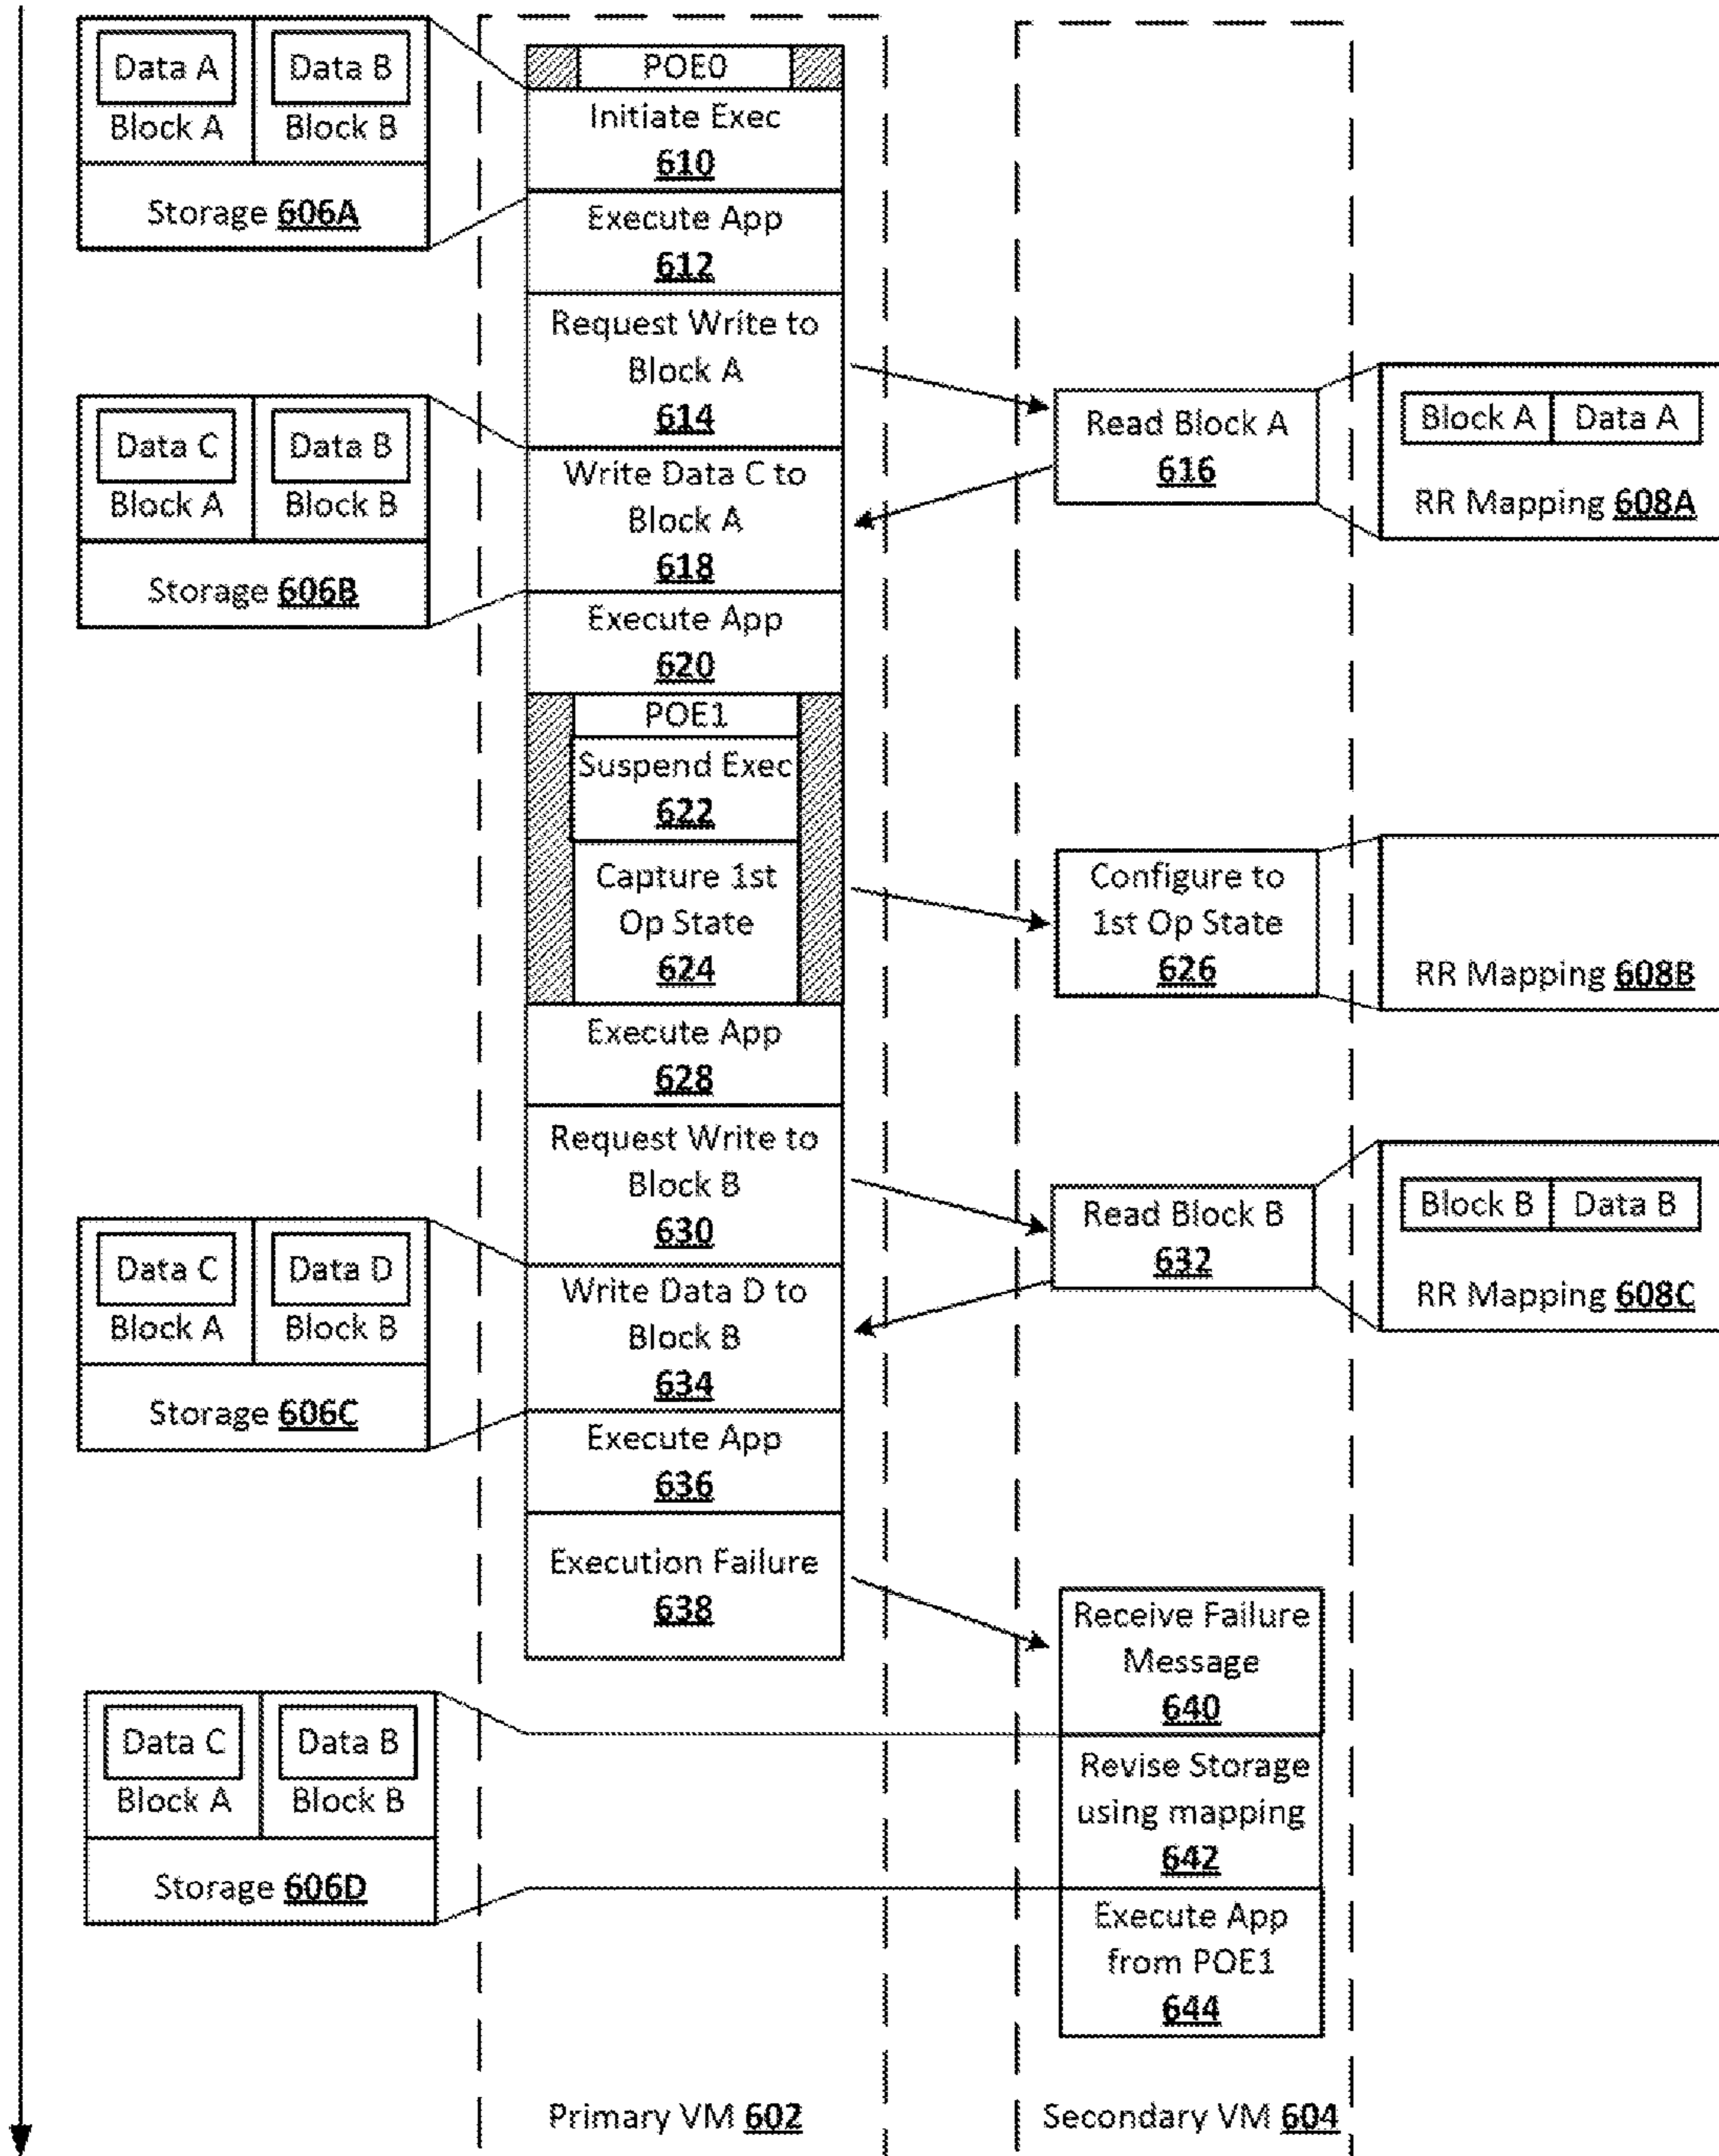 Data A
Data B
Block A
Block B
Storage 606A
POE0
Initiate Exec
610
Execute App
612
Request Write to
Block A
614
Read Block A
616
Block A
Data A
RR Mapping 608A
Data C
Data B
Block A
Block B
Storage 606B
Write Data C to
Block A
618
Execute App
620
POE1
Suspend Exec
622
Capture 1st
Op State
624
Configure to
1st Op State
626
RR Mapping 608B
Execute App
628
Request Write to
Block B
630
Read Block B
632
Block B
Data B
RR Mapping 608C
Data C
Data D
Block A
Block B
Storage 606C
Write Data D to
Block B
634
Execute App
636
Execution Failure
638
Receive Failure
Message
640
Data C
Data B
Block A
Block B
Storage 606D
Revise Storage
using mapping
642
Execute App
from POE1
644
Primary VM 602
Secondary VM 604